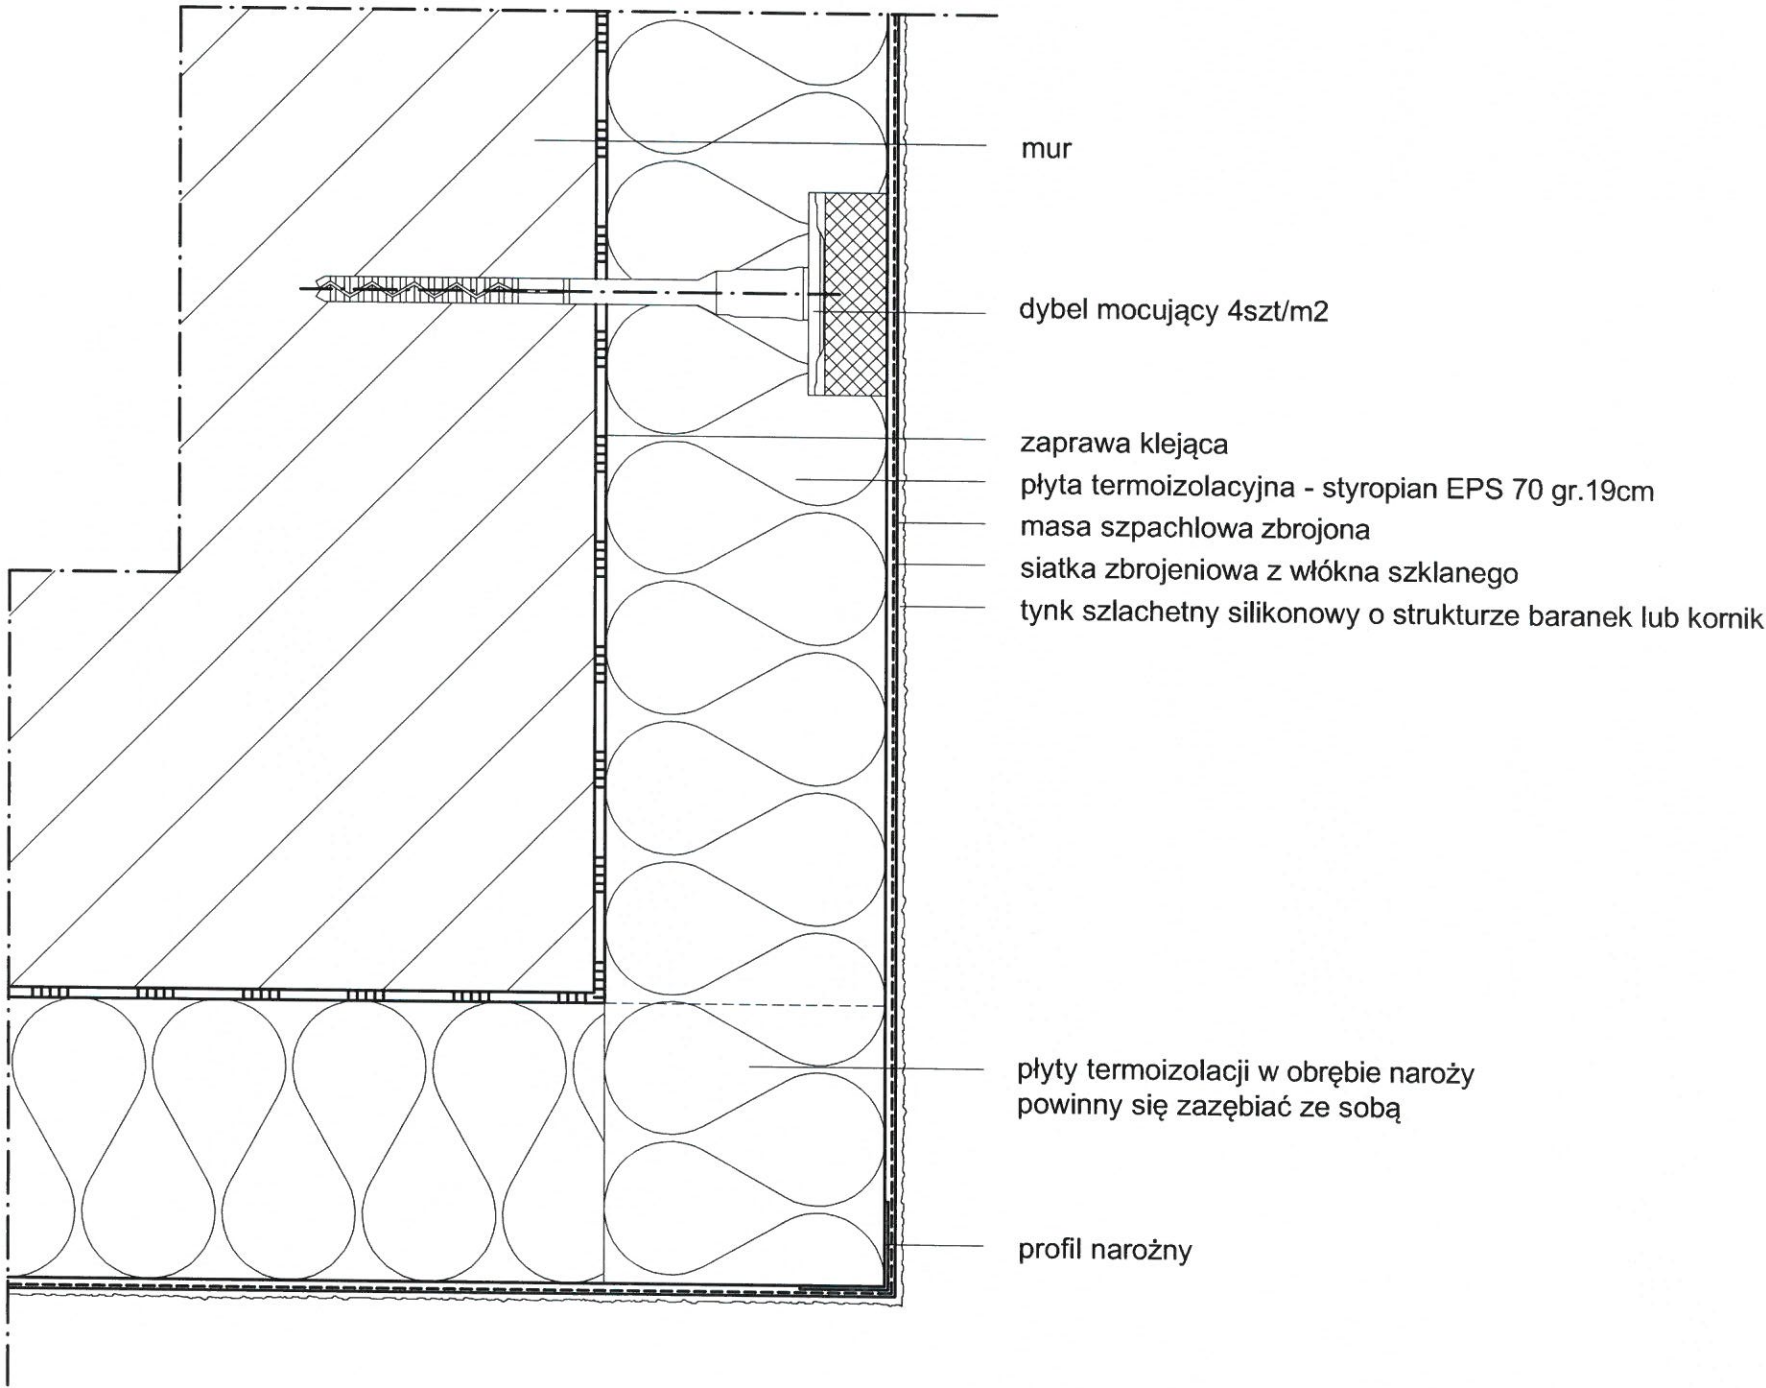 mur
dybel mocujący 4szt/m2
zaprawa klejąca
płyta termoizolacyjna - styropian EPS 70 gr.19cm
masa szpachlowa zbrojona
siatka zbrojeniowa z włókna szklanego
tynk szlachetny silikonowy o strukturze baranek lub kornik
płyty termoizolacji w obrębie naroży
powinny się zazębiać ze sobą
profil narożny